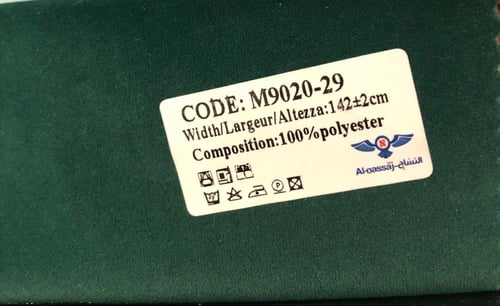 CODE: M9020-29
Width/Largeur/Altezza:142±2cm
Composition:100%polyester
S
Al-nassaj-النساج